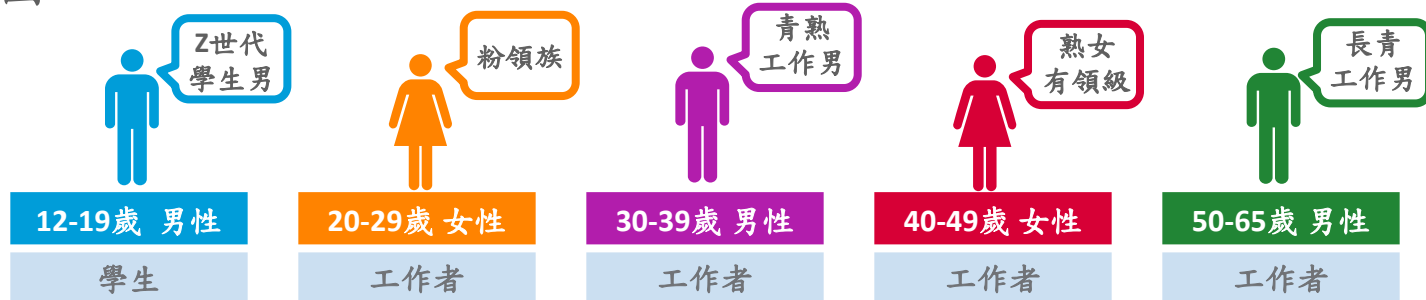 Z世代
學生男
粉領族
青熟
工作男
熟女
有領級
長青
工作男
12-19歲 男性
20-29歲 女性
30-39歲 男性
40-49歲 女性
50-65歲 男性
學生
工作者
工作者
工作者
工作者